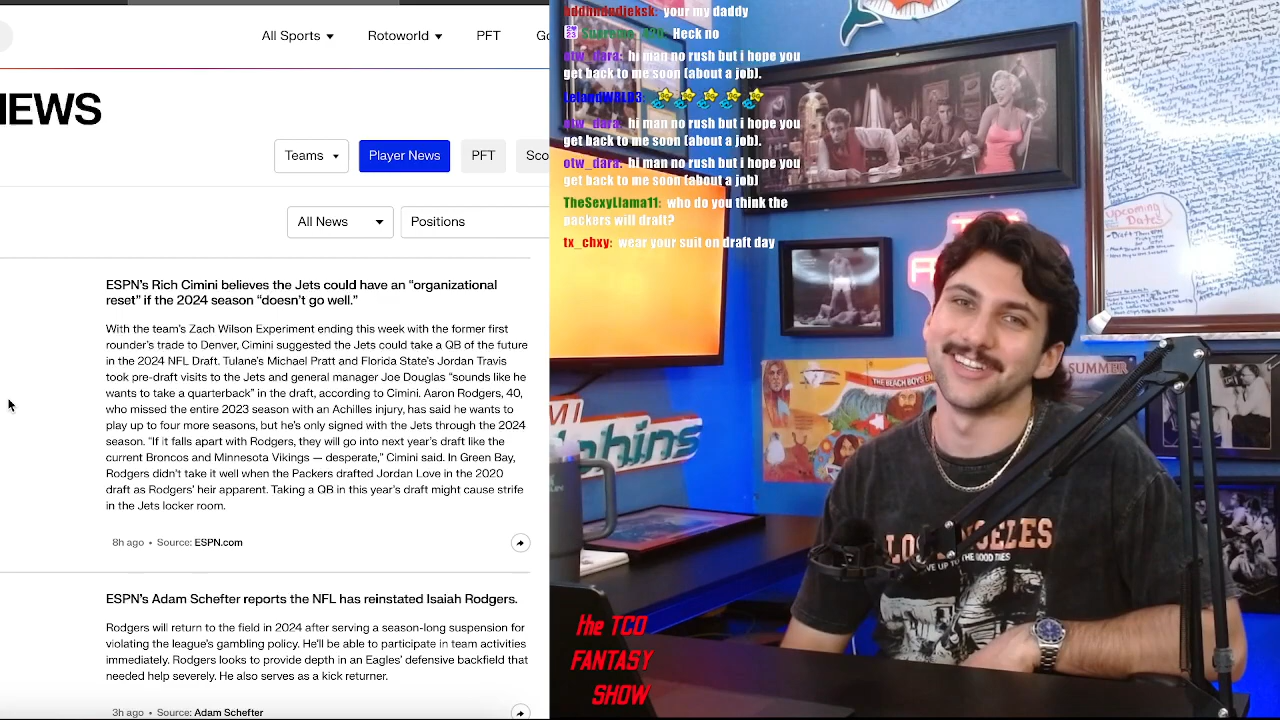 All Sports
Rotoworld
PFT
Go
IEWS
Teams
Player News
PFT
Sco
All News
Positions
ESPN's Rich Cimini believes the Jets could have an “organizational
reset” if the 2024 season “doesn't go well.”
With the team's Zach Wilson Experiment ending this week with the former first
rounder's trade to Denver, Cimini suggested the Jets could take a QB of the future
in the 2024 NFL Draft. Tulane's Michael Pratt and Florida State's Jordan Travis
took pre-draft visits to the Jets and general manager Joe Douglas “sounds like he
wants to take a quarterback” in the draft, according to Cimini. Aaron Rodgers, 40,
who missed the entire 2023 season with an Achilles injury, has said he wants to
play up to four more seasons, but he's only signed with the Jets through the 2024
season. “If it falls apart with Rodgers, they will go into next year's draft like the
current Broncos and Minnesota Vikings — desperate,” Cimini said. In Green Bay,
Rodgers didn't take it well when the Packers drafted Jordan Love in the 2020
draft as Rodgers' heir apparent. Taking a QB in this year's draft might cause strife
in the Jets locker room.
8h ago • Source: ESPN.com
ESPN's Adam Schefter reports the NFL has reinstated Isaiah Rodgers.
Rodgers will return to the field in 2024 after serving a season-long suspension for
violating the league's gambling policy. He'll be able to participate in team activities
immediately. Rodgers looks to provide depth in an Eagles' defensive backfield that
needed help severely. He also serves as a kick returner.
3h ago • Source: Adam Schefter
your my daddy
Heck no
otw_dara: hi man no rush but i hope you
get back to me soon (about a job).
LelandWRLD3:
otw_dara: hi man no rush but i hope you
get back to me soon (about a job).
otw_dara: hi man no rush but i hope you
get back to me soon (about a job)
TheSexyLlama11: who do you think the
packers will draft?
tx_chxy: wear your suit on draft day
upcoming
Dates
THE BEACH BOYS
SUMMER
olphins
LOS ANGELES
THE GOOD TIMES
the TCO
FANTASY
SHOW